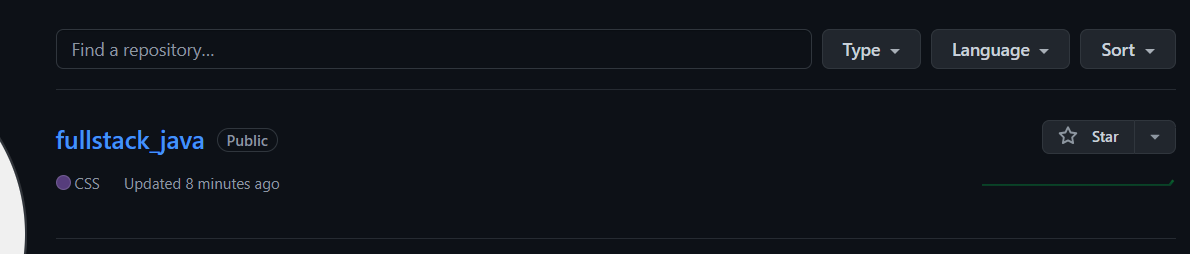 Find a repository... Type Language Sort
fullstack_java Public Star
CSS Updated 8 minutes ago